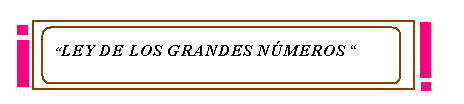 ¡
“LEY DE LOS GRANDES NÚMEROS “
!